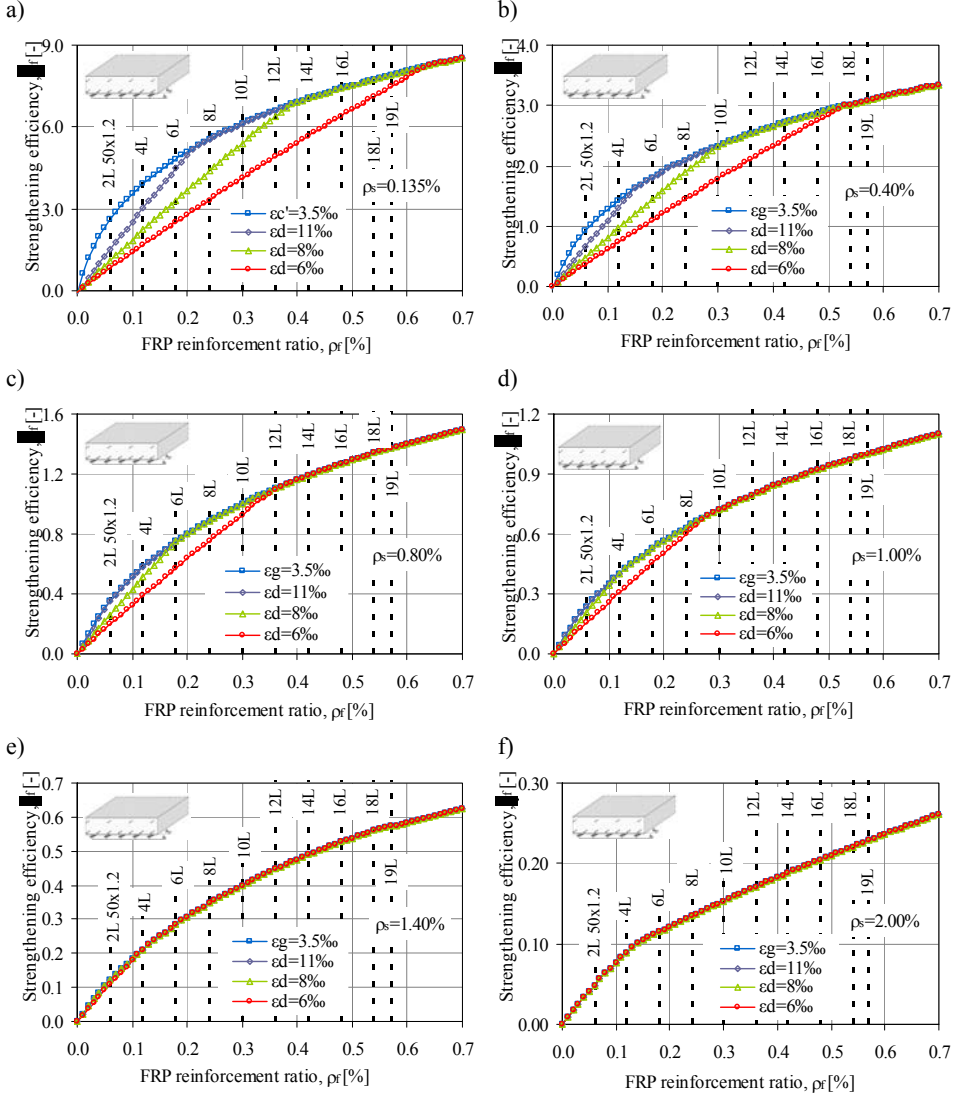 a)
Strengthening efficiency, f [-]
9.0
6.0
3.0
0.0
2L 50x1.2
4L
6L
8L
10L
12L
14L
16L
18L
19L
ρs=0.135%
εc'=3.5‰
εd=11‰
εd=8‰
εd=6‰
0.0 0.1 0.2 0.3 0.4 0.5 0.6 0.7
FRP reinforcement ratio, ρf [%]
b)
Strengthening efficiency, f [-]
4.0
3.0
2.0
1.0
0.0
2L 50x1.2
4L
6L
8L
10L
12L
14L
16L
18L
19L
ρs=0.40%
εg=3.5‰
εd=11‰
εd=8‰
εd=6‰
0.0 0.1 0.2 0.3 0.4 0.5 0.6 0.7
FRP reinforcement ratio, ρf [%]
c)
Strengthening efficiency, f [-]
1.6
1.2
0.8
0.4
0.0
2L 50x1.2
4L
6L
8L
10L
12L
14L
16L
18L
19L
ρs=0.80%
εg=3.5‰
εd=11‰
εd=8‰
εd=6‰
0.0 0.1 0.2 0.3 0.4 0.5 0.6 0.7
FRP reinforcement ratio, ρf [%]
d)
Strengthening efficiency, f [-]
1.2
0.9
0.6
0.3
0.0
2L 50x1.2
4L
6L
8L
10L
12L
14L
16L
18L
19L
ρs=1.00%
εg=3.5‰
εd=11‰
εd=8‰
εd=6‰
0.0 0.1 0.2 0.3 0.4 0.5 0.6 0.7
FRP reinforcement ratio, ρf [%]
e)
Strengthening efficiency, f [-]
0.7
0.6
0.5
0.4
0.3
0.2
0.1
0.0
2L 50x1.2
4L
6L
8L
10L
12L
14L
16L
18L
19L
ρs=1.40%
εg=3.5‰
εd=11‰
εd=8‰
εd=6‰
0.0 0.1 0.2 0.3 0.4 0.5 0.6 0.7
FRP reinforcement ratio, ρf [%]
f)
Strengthening efficiency, f [-]
0.30
0.20
0.10
0.00
2L 50x1.2
4L
6L
8L
10L
12L
14L
16L
18L
19L
ρs=2.00%
εg=3.5‰
εd=11‰
εd=8‰
εd=6‰
0.0 0.1 0.2 0.3 0.4 0.5 0.6 0.7
FRP reinforcement ratio, ρf [%]